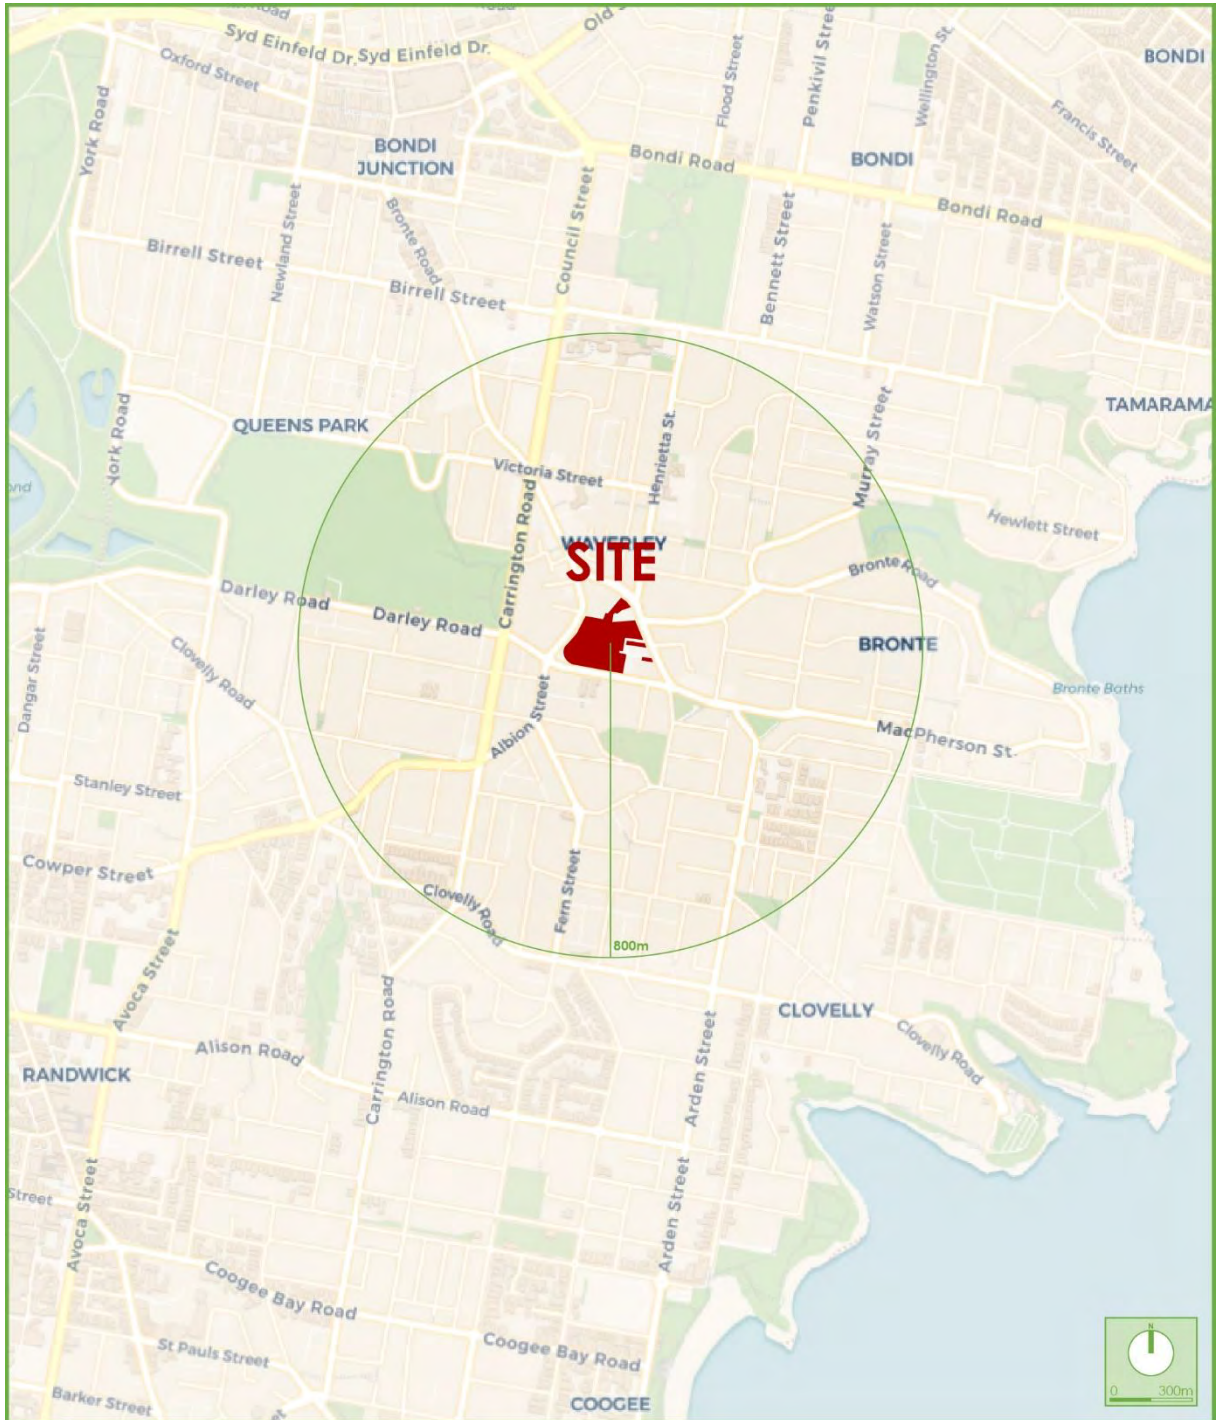 Syd Einfeld Dr.
Syd Einfeld Dr.
Old
Oxford Street
York Road
BONDI
JUNCTION
Flood Street
Penkivil Stree
Wellington St.
BONDI
Francis Street
Bondi Road
BONDI
Bondi Road
Council Street
Newland Street
Bronte Road
Birrell Street
Birrell Street
Bennett Street
Watson Street
TAMARAMA
York Road
QUEENS PARK
Victoria Street
Henrietta St.
Murray Street
Hewlett Street
Carrington Road
WAVERLEY
SITE
Bronte Road
Darley Road
Darley Road
BRONTE
Bronte Baths
Dangar Street
Clovelly Road
Albion Street
MacPherson St.
Stanley Street
Cowper Street
Clovelly Road
Fern Street
800m
Avoca Street
Carrington Road
CLOVELLY
Clovelly Road
Arden Street
Alison Road
RANDWICK
Alison Road
Street
Avoca Street
Arden Street
Coogee Bay Road
Coogee Bay Road
St Pauls Street
Barker Street
COOGEE
N
0 300m